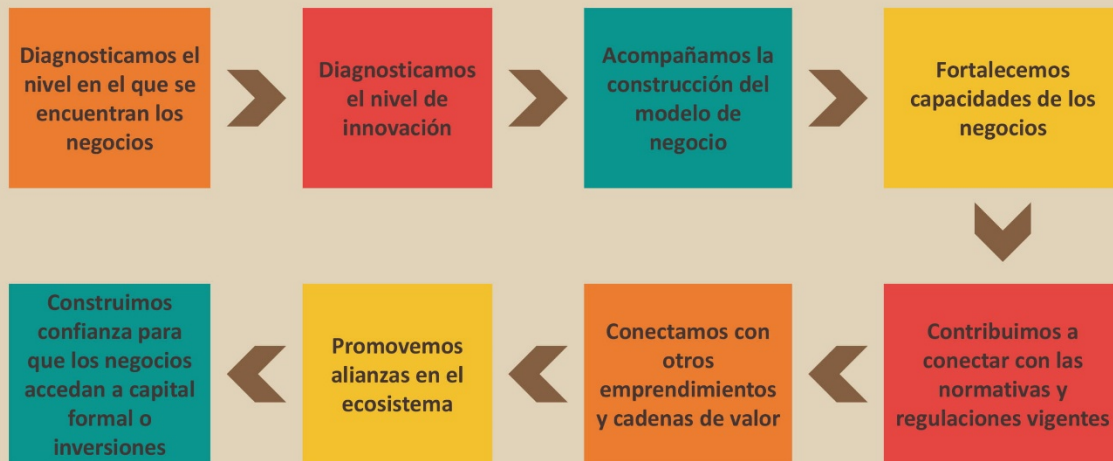 Diagnosticamos el
nivel en el que se
encuentran los
negocios
Diagnosticamos
el nivel de
innovación
Acompañamos la
construcción del
modelo de
negocio
Fortalecemos
capacidades de los
negocios
Contribuimos a
conectar con las
normativas y
regulaciones vigentes
Conectamos con
otros
emprendimientos
y cadenas de valor
Promovemos
alianzas en el
ecosistema
Construimos
confianza para
que los negocios
accedan a capital
formal o
inversiones